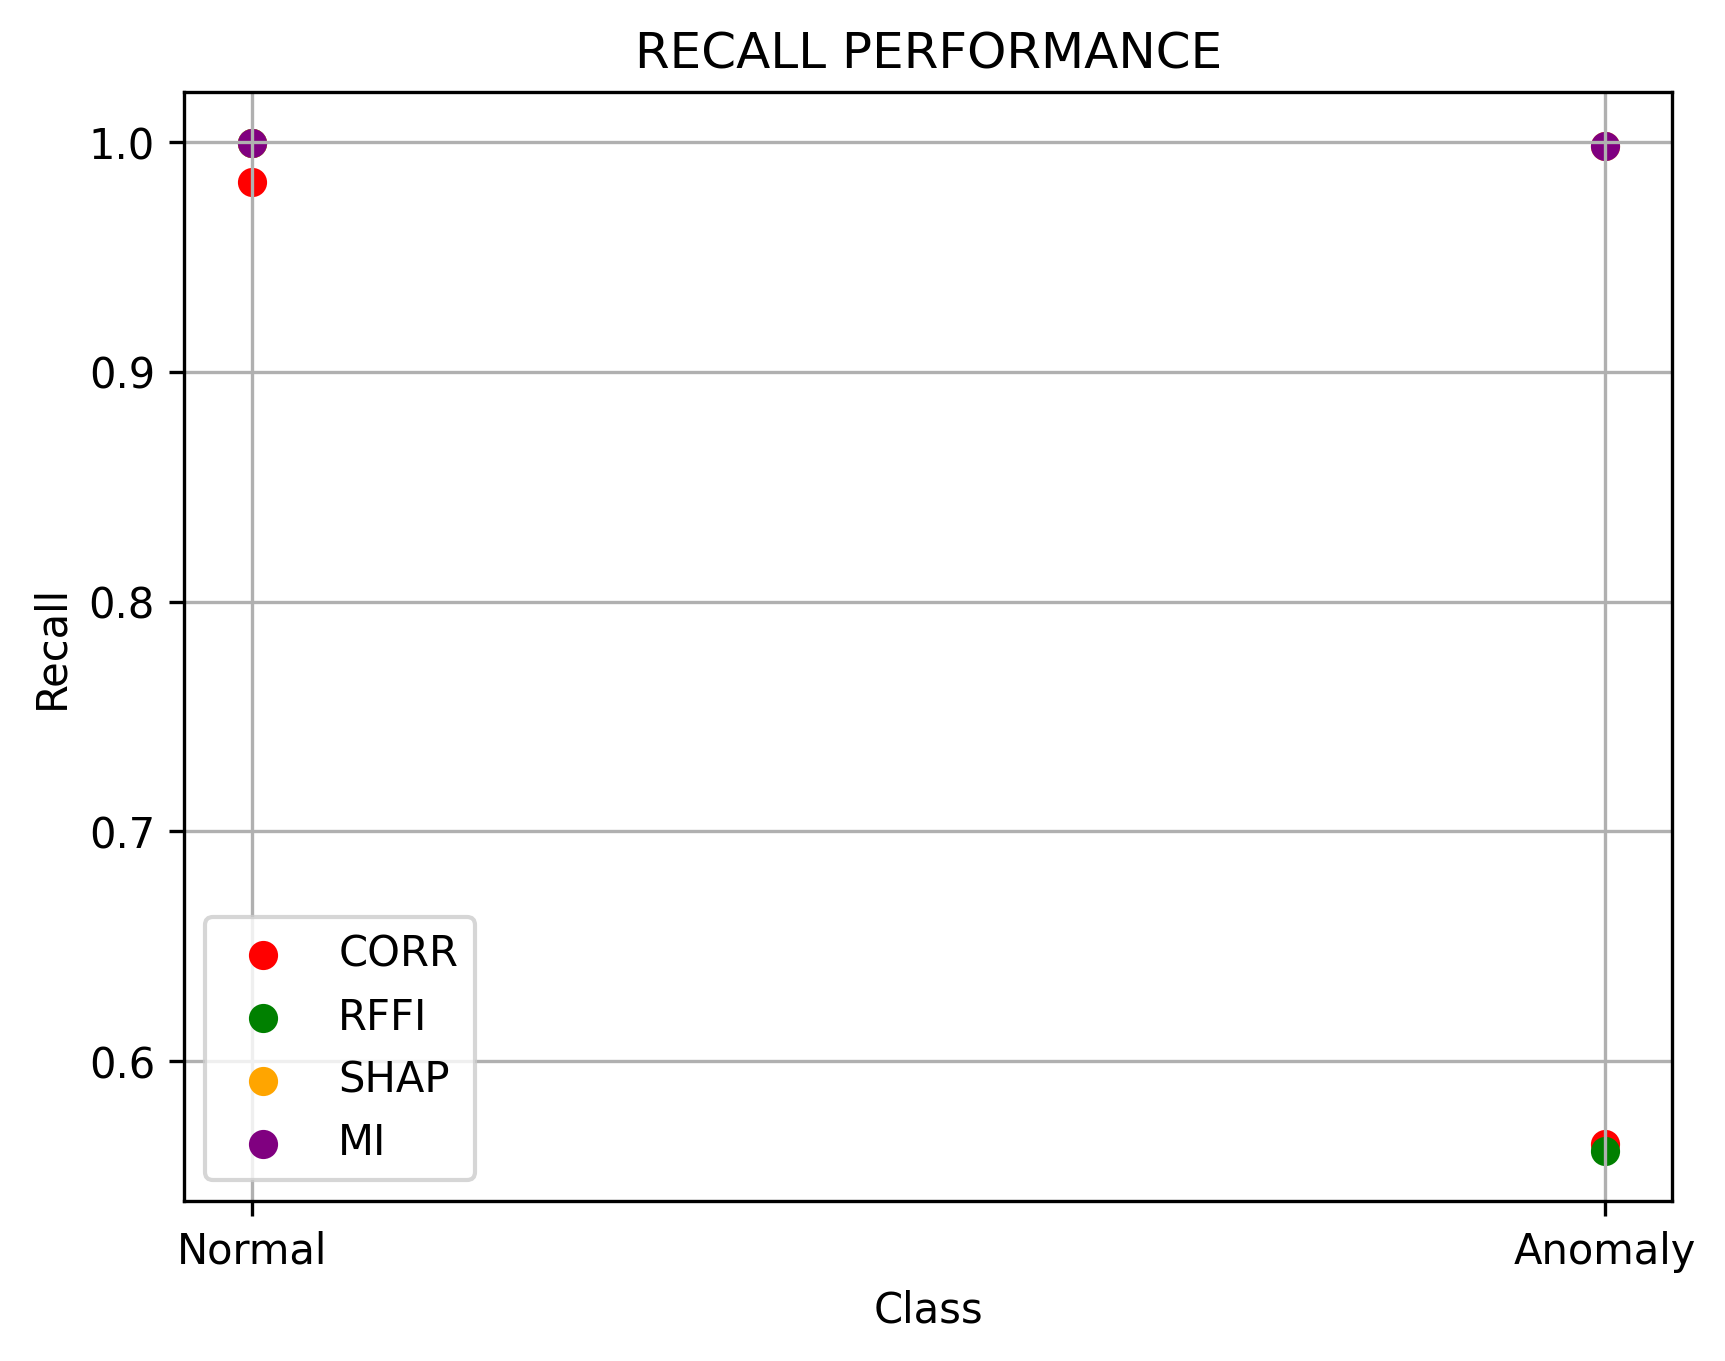 RECALL PERFORMANCE
1.0
0.9
0.8
0.7
0.6
Recall
CORR
RFFI
SHAP
MI
Normal
Anomaly
Class